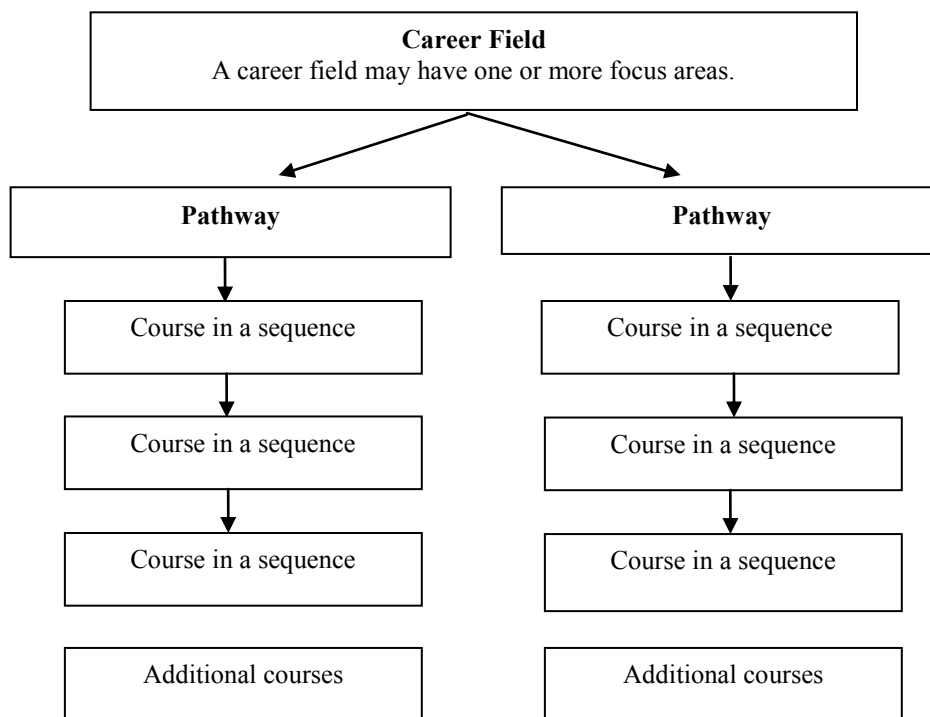 Career Field
A career field may have one or more focus areas.
Pathway
Pathway
Course in a sequence
Course in a sequence
Course in a sequence
Course in a sequence
Course in a sequence
Course in a sequence
Additional courses
Additional courses